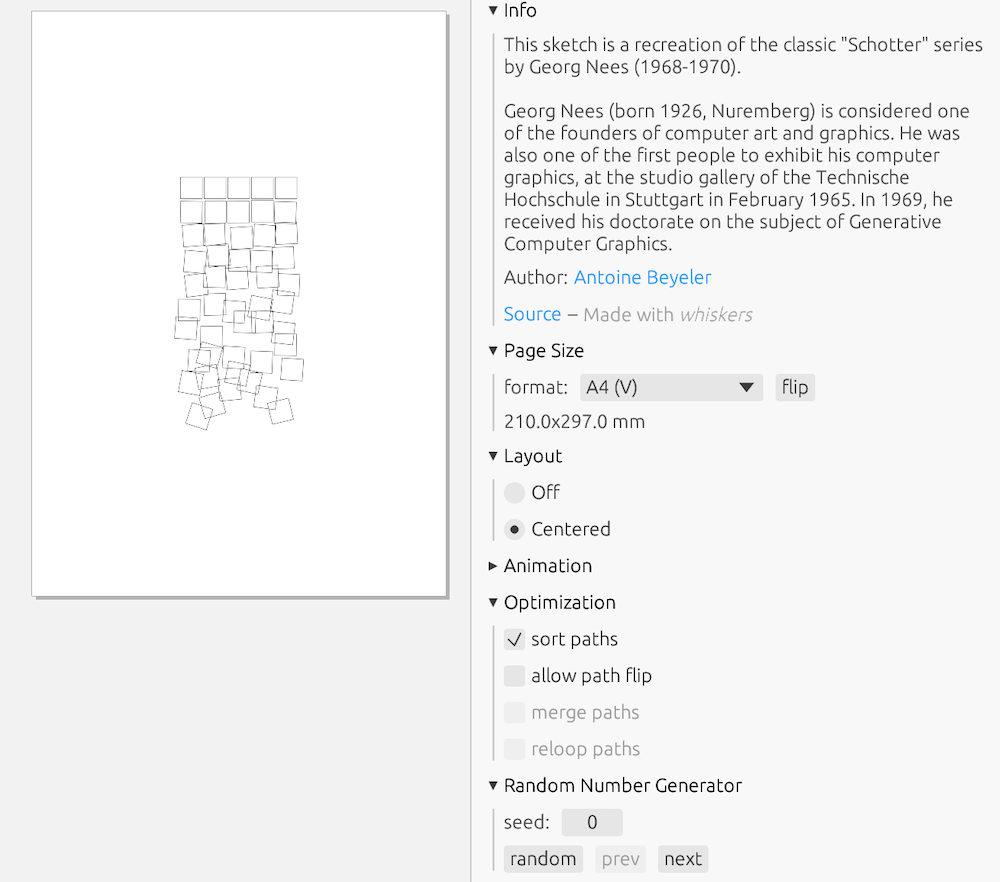 Info
This sketch is a recreation of the classic "Schotter" series
by Georg Nees (1968-1970).
Georg Nees (born 1926, Nuremberg) is considered one
of the founders of computer art and graphics. He was
also one of the first people to exhibit his computer
graphics, at the studio gallery of the Technische
Hochschule in Stuttgart in February 1965. In 1969, he
received his doctorate on the subject of Generative
Computer Graphics.
Author: Antoine Beyeler
Source – Made with whiskers
Page Size
format: A4 (V) flip
210.0x297.0 mm
Layout
Off
Centered
Animation
Optimization
sort paths
allow path flip
merge paths
reloop paths
Random Number Generator
seed: 0
random prev next